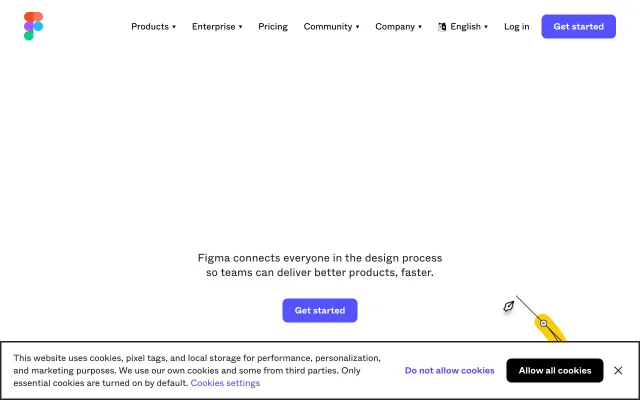 Products
Enterprise
Pricing
Community
Company
English
Log in
Get started
Figma connects everyone in the design process
so teams can deliver better products, faster.
Get started
This website uses cookies, pixel tags, and local storage for performance, personalization,
and marketing purposes. We use our own cookies and some from third parties. Only
essential cookies are turned on by default. Cookies settings
Do not allow cookies
Allow all cookies